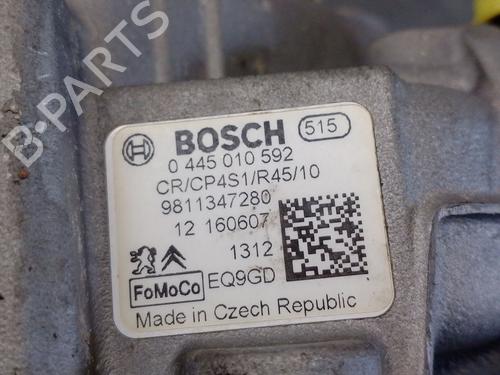 B-PARTS
BOSCH 515
0 445 010 592
CR/CP4S1/R45/10
9811347280
12 160607
1312
FoMoCo EQ9GD
Made in Czech Republic